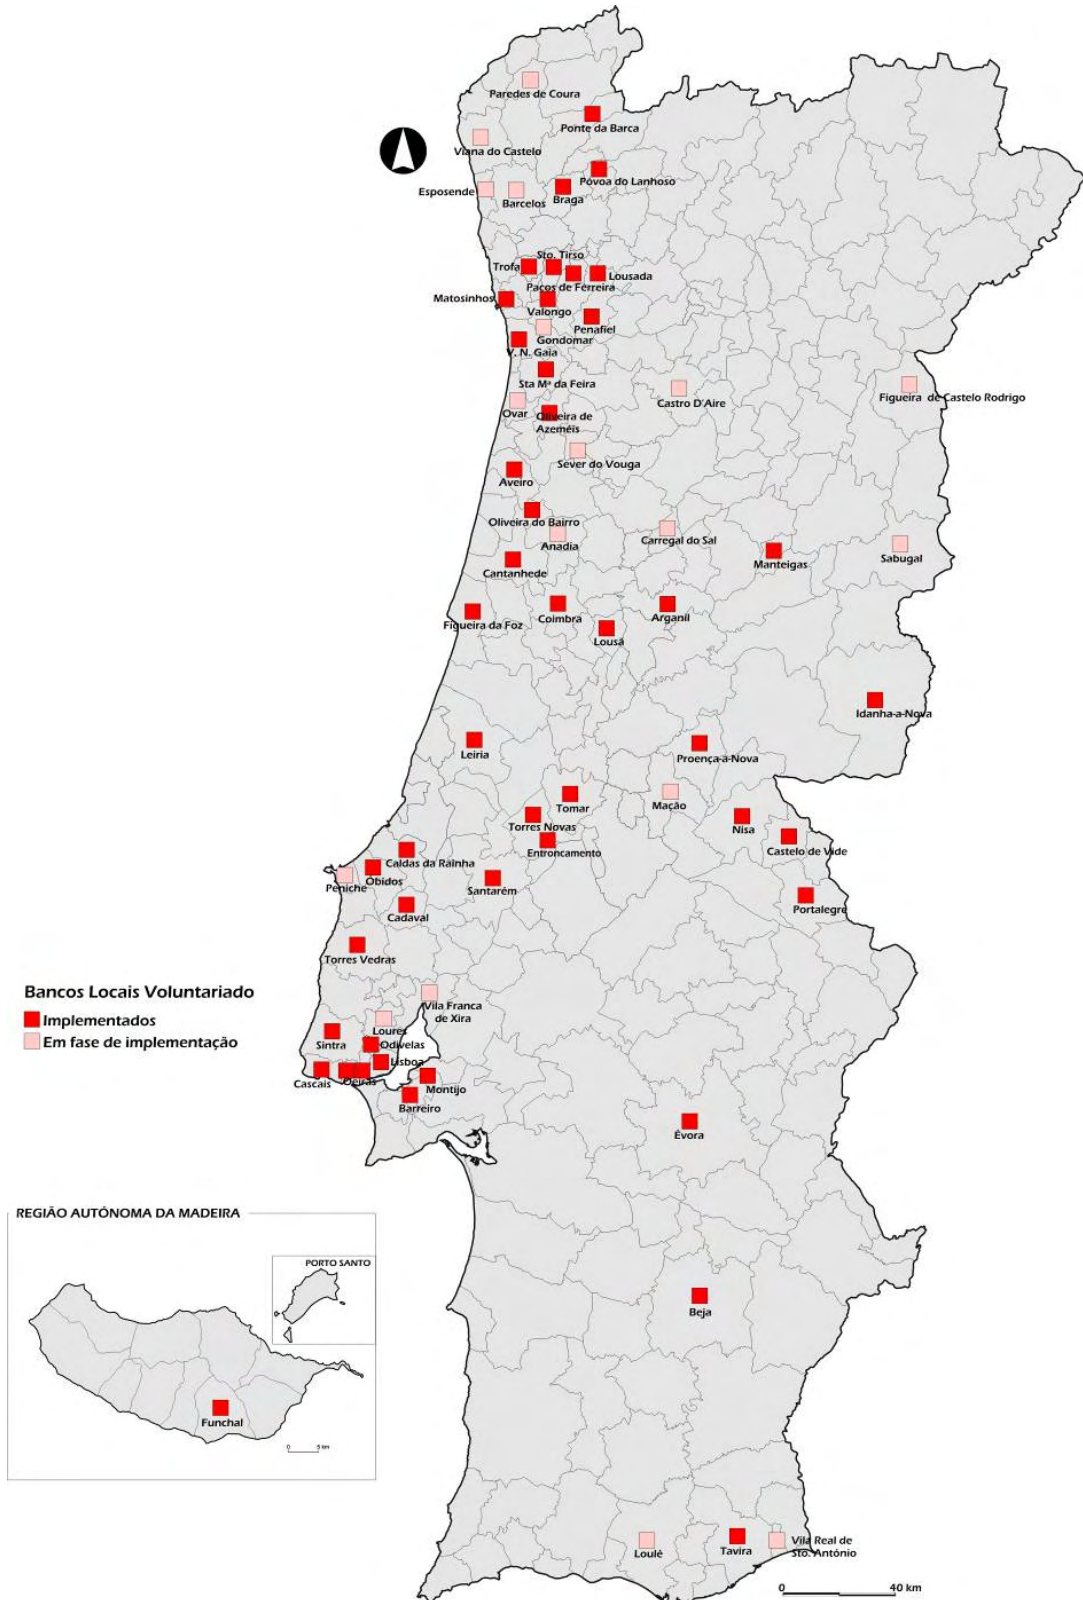 Paredes de Coura
Ponte da Barca
Viana do Castelo
Póvoa do Lanhoso
Esposende
Barcelos
Braga
Sto. Tirso
Trofa
Lousada
Paços de Ferreira
Matosinhos
Valongo
Penafiel
Gondomar
V. N. Gaia
Sta Mª da Feira
Castro D'Aire
Figueira de Castelo Rodrigo
Ovar
Oliveira de
Azeméis
Sever do Vouga
Aveiro
Oliveira do Bairro
Anadia
Carregal do Sal
Manteigas
Sabugal
Cantanhede
Figueira da Foz
Coimbra
Arganil
Lousã
Idanha-a-Nova
Leiria
Proença-a-Nova
Tomar
Mação
Torres Novas
Nisa
Entroncamento
Castelo de Vide
Caldas da Rainha
Óbidos
Peniche
Santarém
Cadaval
Portalegre
Torres Vedras
Bancos Locais Voluntariado
Implementados
Em fase de implementação
Vila Franca
de Xira
Loures
Sintra
Odivelas
Lisboa
Cascais
Oeiras
Montijo
Barreiro
Évora
REGIÃO AUTÓNOMA DA MADEIRA
PORTO SANTO
Beja
Funchal
0 5 km
Loulé
Tavira
Vila Real de
Sto. António
0 40 km